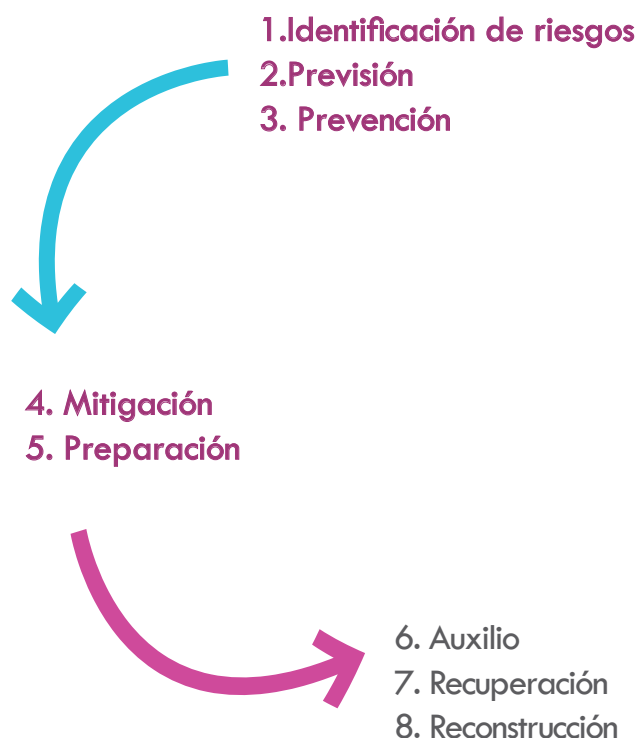 1.Identificación de riesgos
2.Previsión
3. Prevención
4. Mitigación
5. Preparación
6. Auxilio
7. Recuperación
8. Reconstrucción